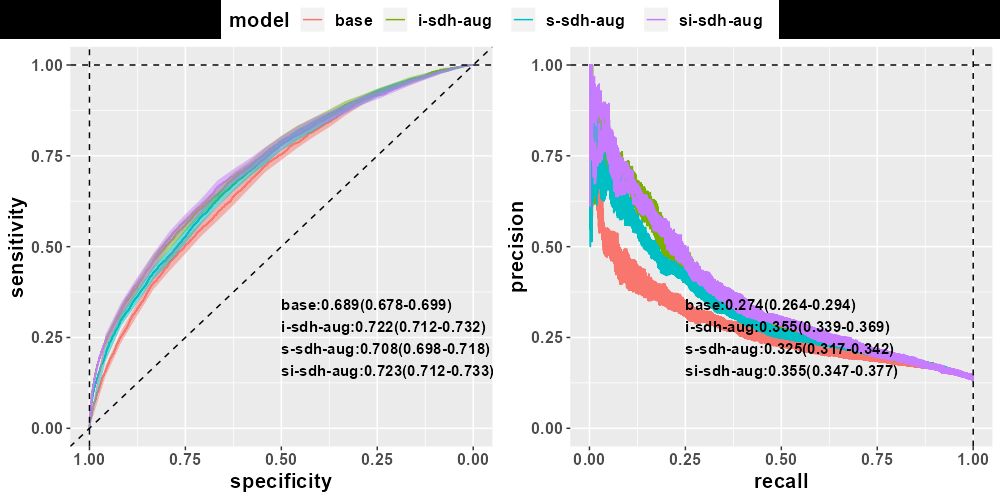 model base i-sdh-aug s-sdh-aug si-sdh-aug
sensitivity
1.00
0.75
0.50
0.25
0.00
base:0.689(0.678-0.699)
i-sdh-aug:0.722(0.712-0.732)
s-sdh-aug:0.708(0.698-0.718)
si-sdh-aug:0.723(0.712-0.733)
1.00 0.75 0.50 0.25 0.00
specificity
precision
1.00
0.75
0.50
0.25
0.00
base:0.274(0.264-0.294)
i-sdh-aug:0.355(0.339-0.369)
s-sdh-aug:0.325(0.317-0.342)
si-sdh-aug:0.355(0.347-0.377)
0.00 0.25 0.50 0.75 1.00
recall